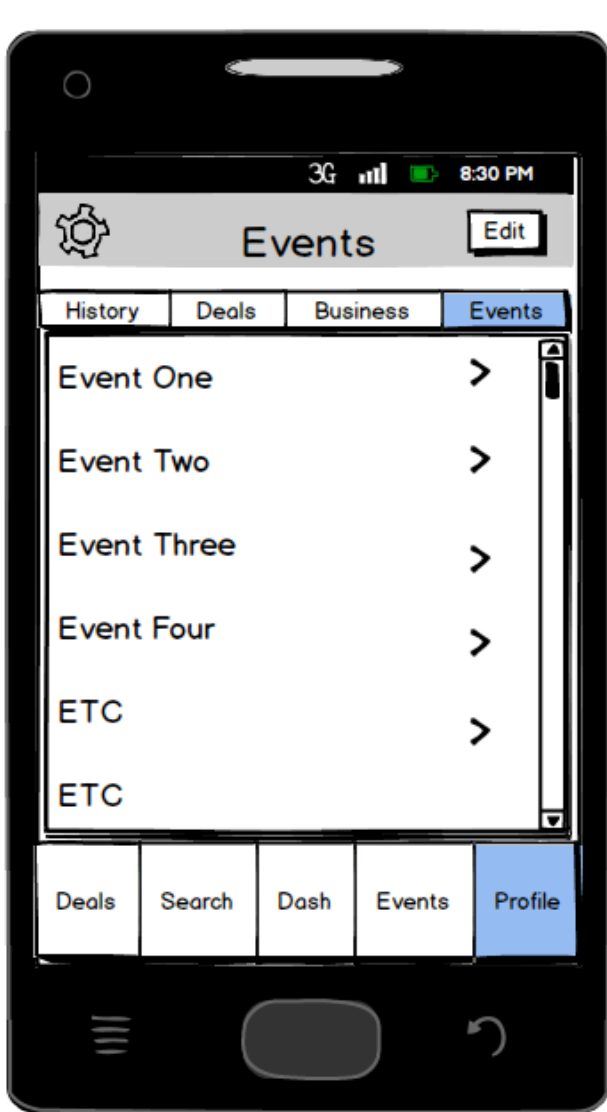 3G 8:30 PM
Events Edit
History Deals Business Events
Event One >
Event Two >
Event Three >
Event Four >
ETC >
ETC
Deals Search Dash Events Profile